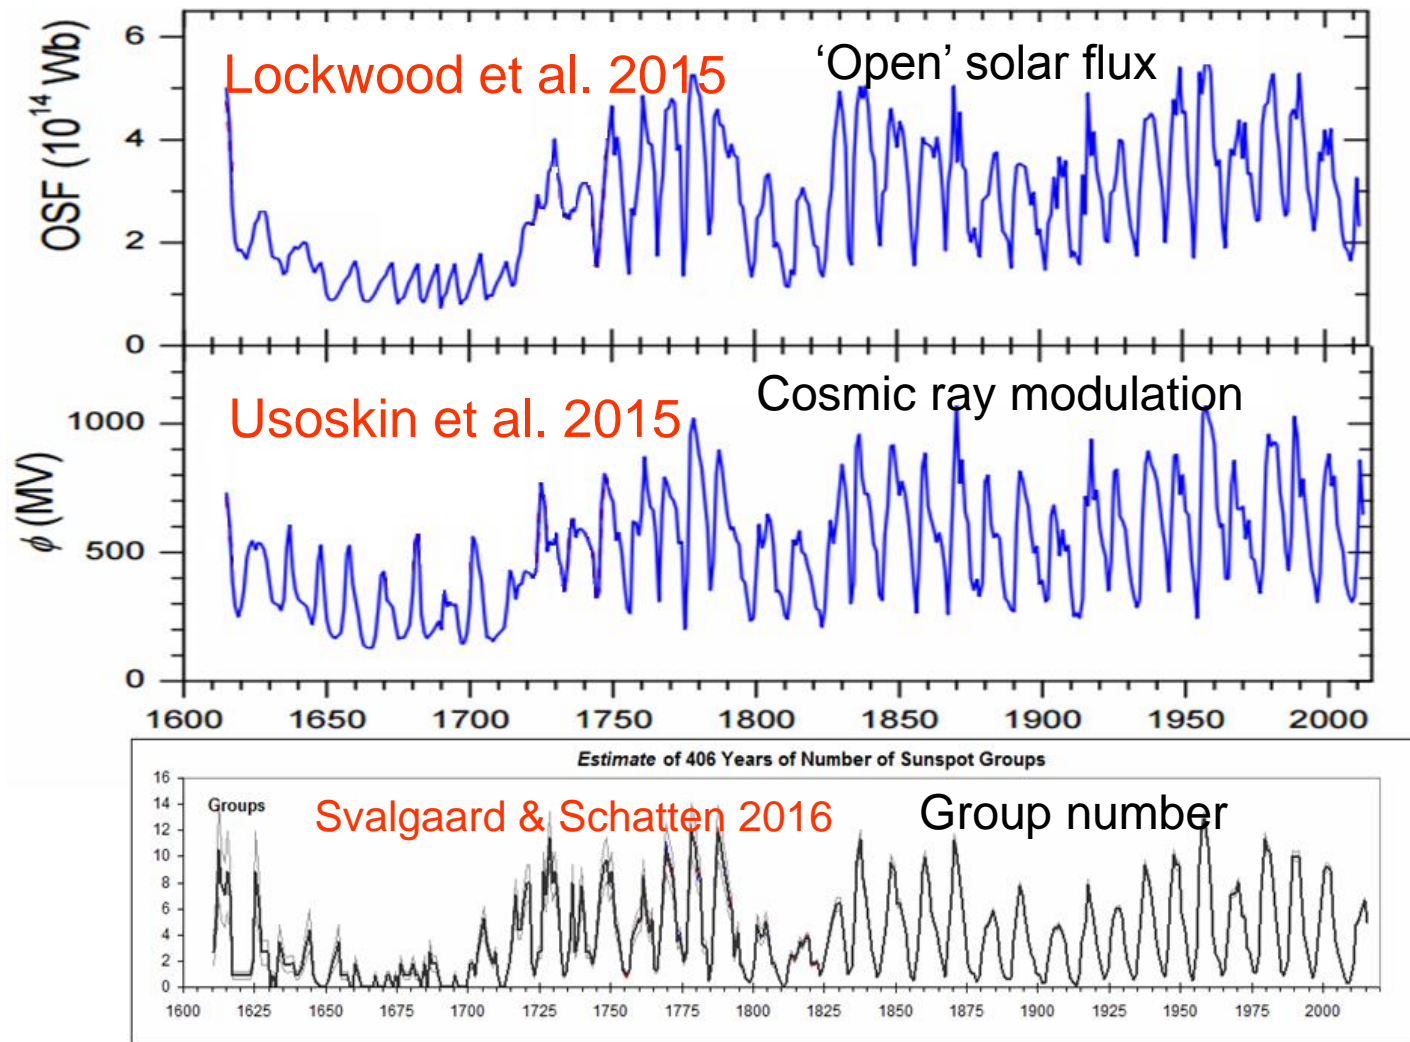 6
Lockwood et al. 2015
‘Open’ solar flux
4
OSF (10¹⁴ Wb)
2
0
Cosmic ray modulation
Usoskin et al. 2015
1000
ϕ (MV)
500
0
1600 1650 1700 1750 1800 1850 1900 1950 2000
Estimate of 406 Years of Number of Sunspot Groups
16
Groups
Svalgaard & Schatten 2016
Group number
14
12
10
8
6
4
2
0
1600 1625 1650 1675 1700 1725 1750 1775 1800 1825 1850 1875 1900 1925 1950 1975 2000